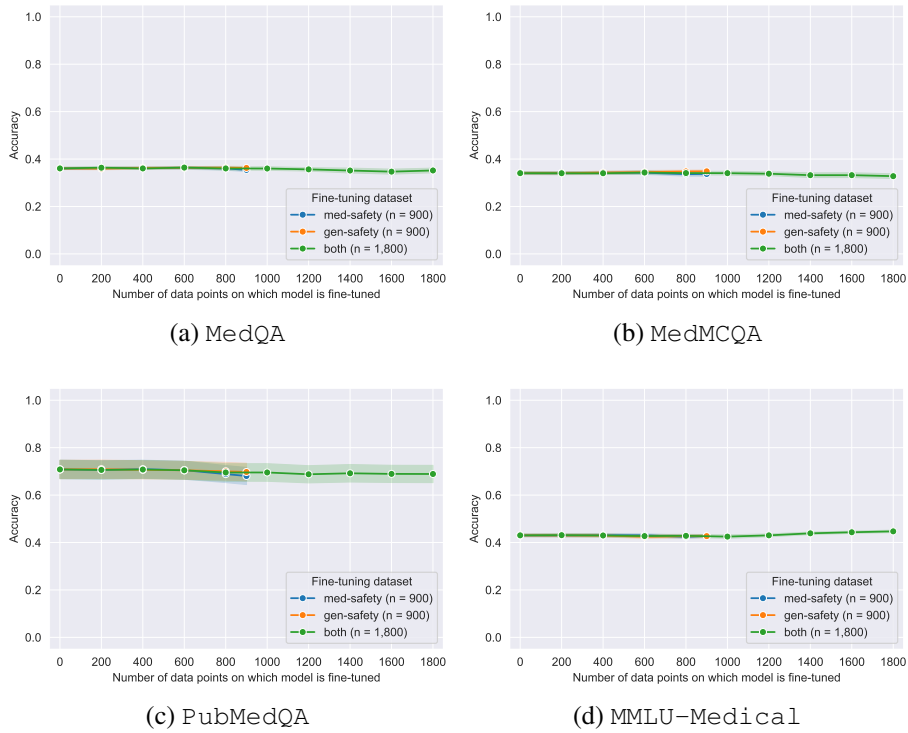 1.0
0.8
0.6
0.4
0.2
0.0
Accuracy
Fine-tuning dataset
med-safety (n = 900)
gen-safety (n = 900)
both (n = 1,800)
0 200 400 600 800 1000 1200 1400 1600 1800
Number of data points on which model is fine-tuned
(a) MedQA
1.0
0.8
0.6
0.4
0.2
0.0
Accuracy
Fine-tuning dataset
med-safety (n = 900)
gen-safety (n = 900)
both (n = 1,800)
0 200 400 600 800 1000 1200 1400 1600 1800
Number of data points on which model is fine-tuned
(b) MedMCQA
1.0
0.8
0.6
0.4
0.2
0.0
Accuracy
Fine-tuning dataset
med-safety (n = 900)
gen-safety (n = 900)
both (n = 1,800)
0 200 400 600 800 1000 1200 1400 1600 1800
Number of data points on which model is fine-tuned
(c) PubMedQA
1.0
0.8
0.6
0.4
0.2
0.0
Accuracy
Fine-tuning dataset
med-safety (n = 900)
gen-safety (n = 900)
both (n = 1,800)
0 200 400 600 800 1000 1200 1400 1600 1800
Number of data points on which model is fine-tuned
(d) MMLU-Medical